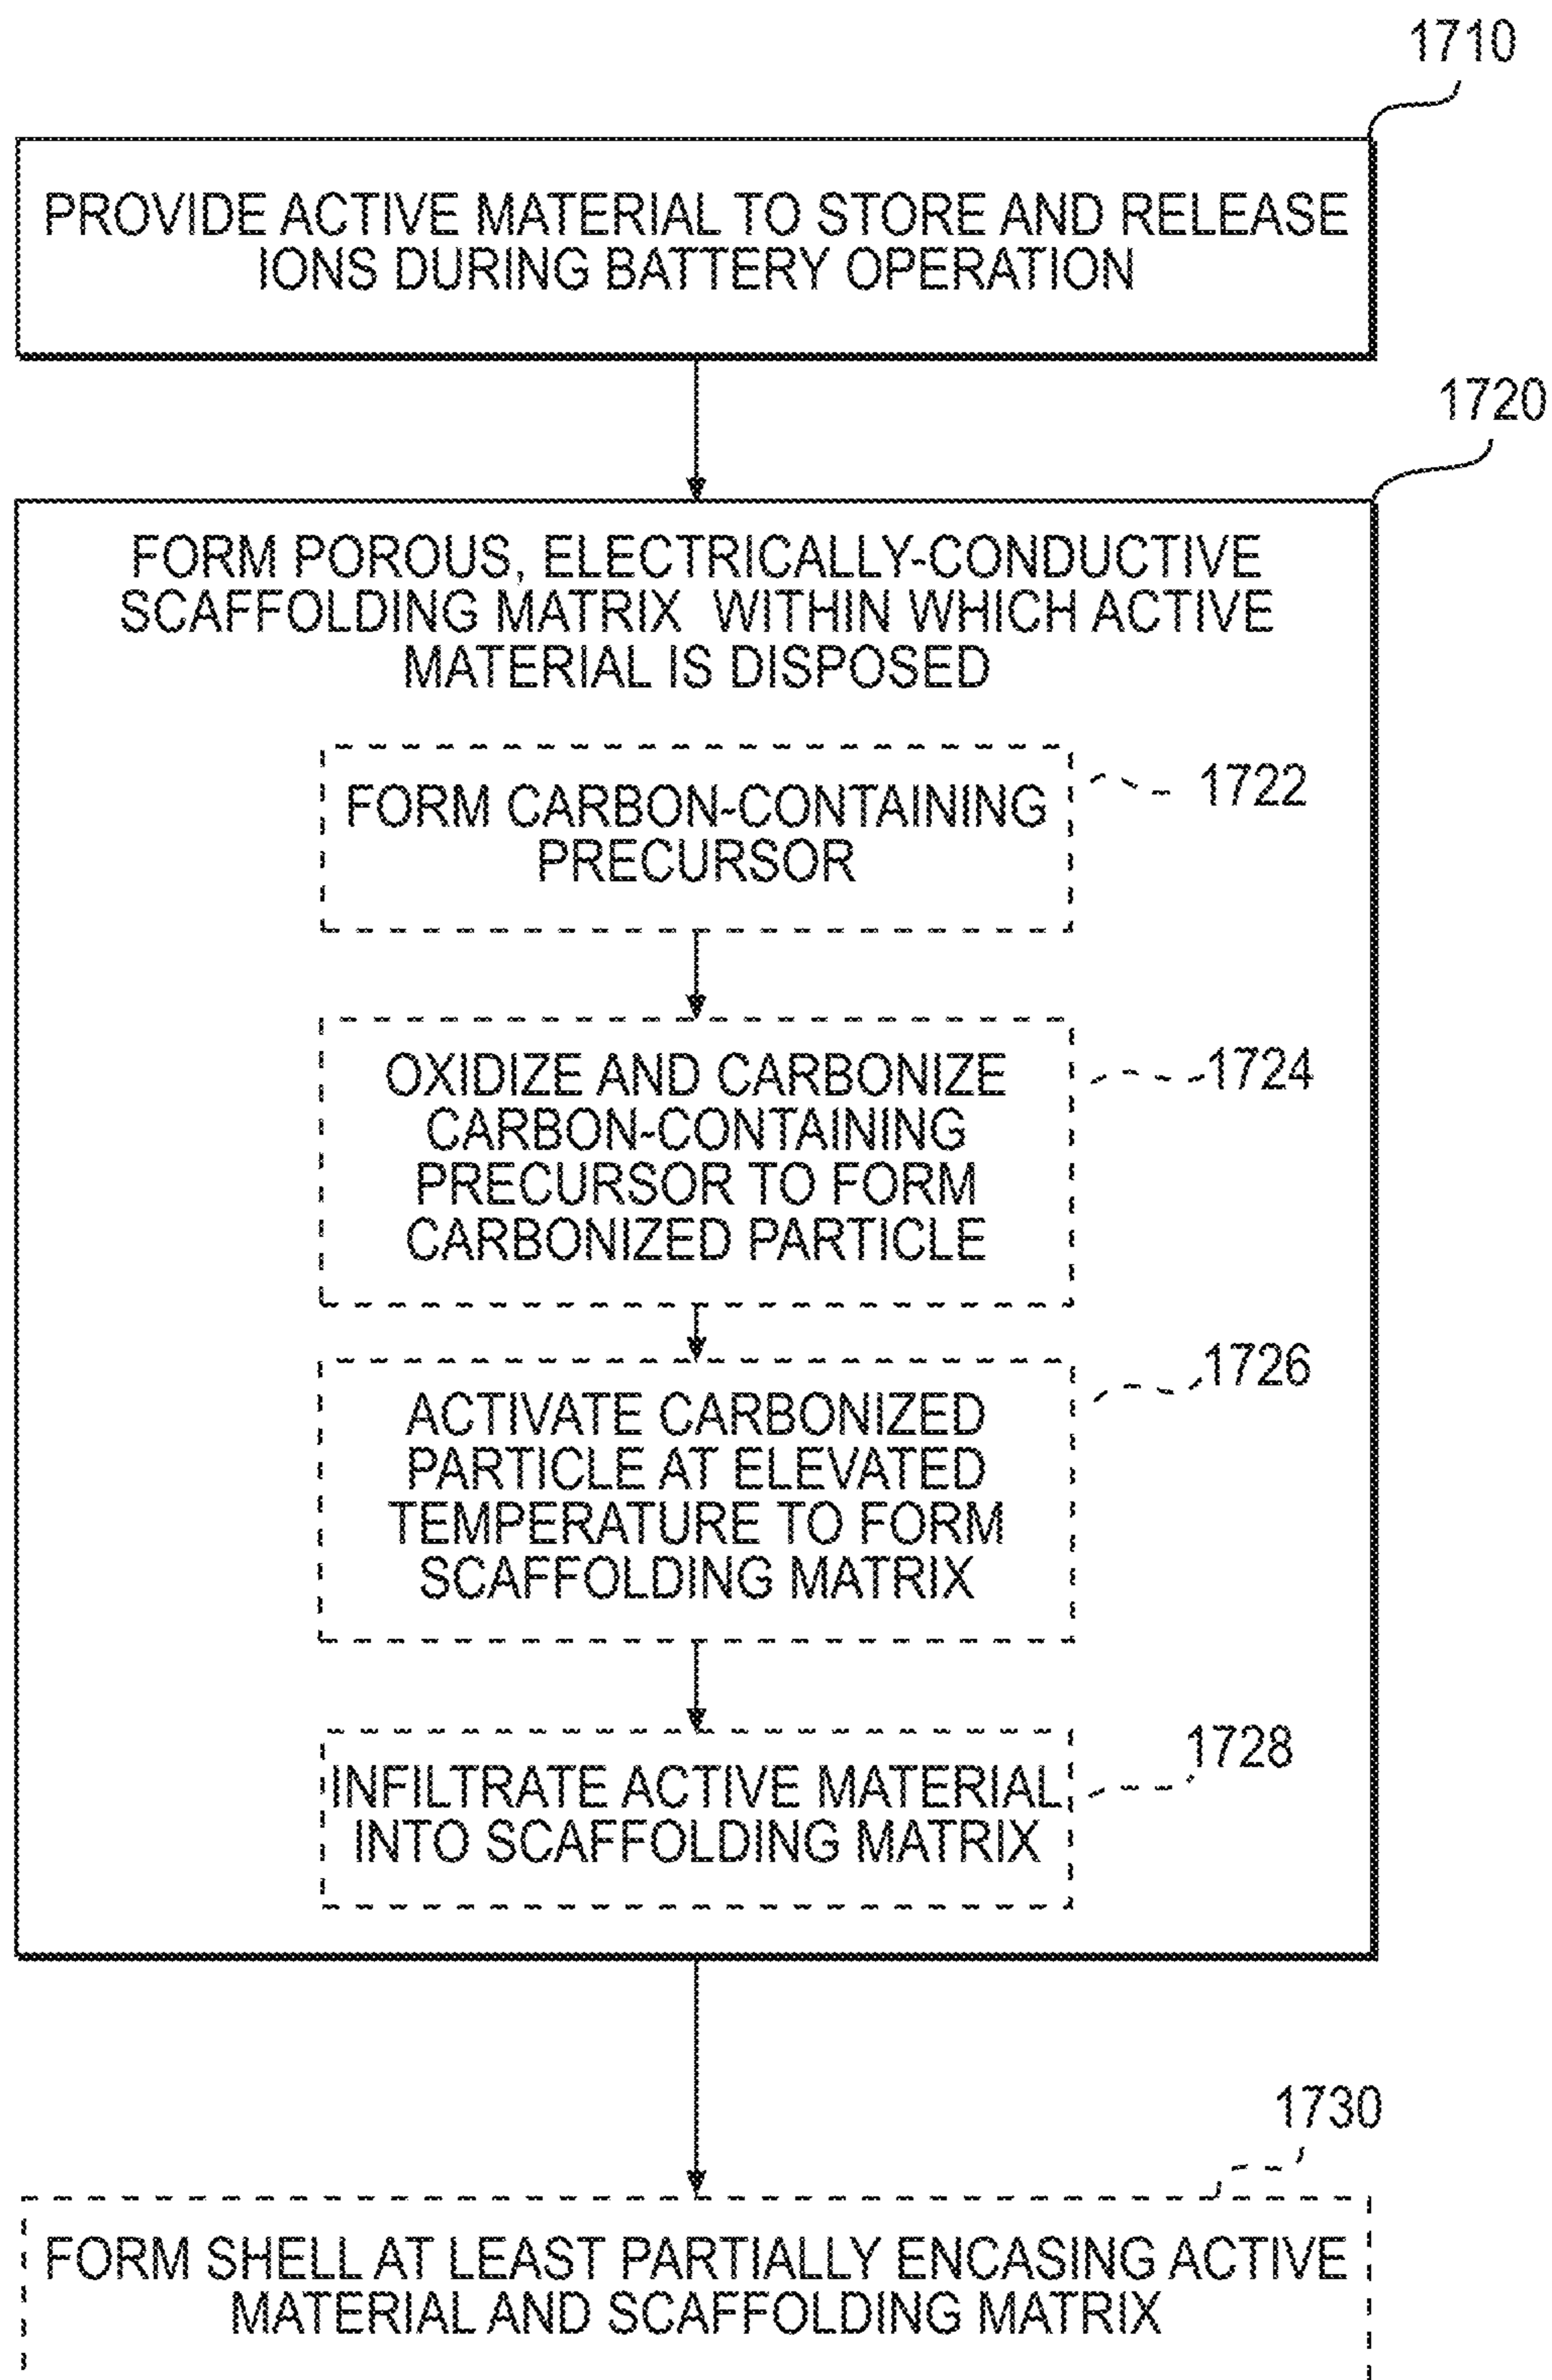 1710
PROVIDE ACTIVE MATERIAL TO STORE AND RELEASE
IONS DURING BATTERY OPERATION
1720
FORM POROUS, ELECTRICALLY-CONDUCTIVE
SCAFFOLDING MATRIX WITHIN WHICH ACTIVE
MATERIAL IS DISPOSED
1722
FORM CARBON-CONTAINING
PRECURSOR
1724
OXIDIZE AND CARBONIZE
CARBON-CONTAINING
PRECURSOR TO FORM
CARBONIZED PARTICLE
1726
ACTIVATE CARBONIZED
PARTICLE AT ELEVATED
TEMPERATURE TO FORM
SCAFFOLDING MATRIX
1728
INFILTRATE ACTIVE MATERIAL
INTO SCAFFOLDING MATRIX
1730
FORM SHELL AT LEAST PARTIALLY ENCASING ACTIVE
MATERIAL AND SCAFFOLDING MATRIX